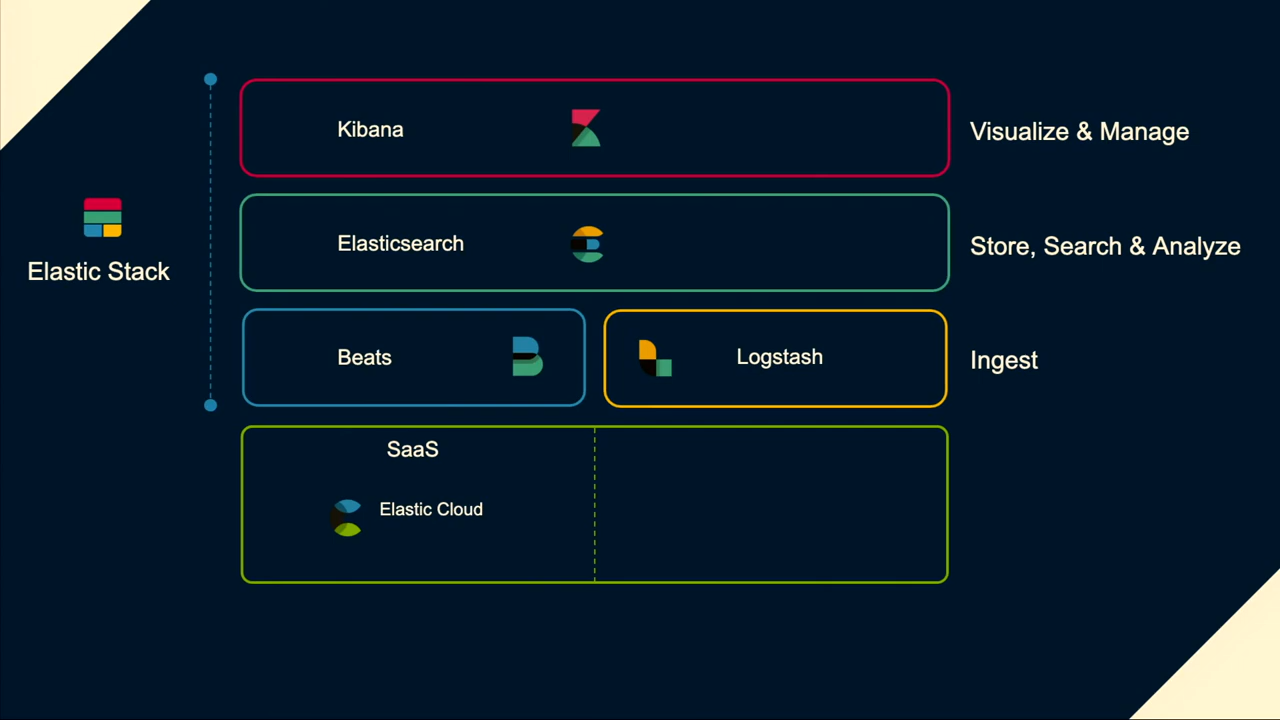 Kibana
Visualize & Manage
Elasticsearch
Store, Search & Analyze
Elastic Stack
Beats
Logstash
Ingest
SaaS
Elastic Cloud